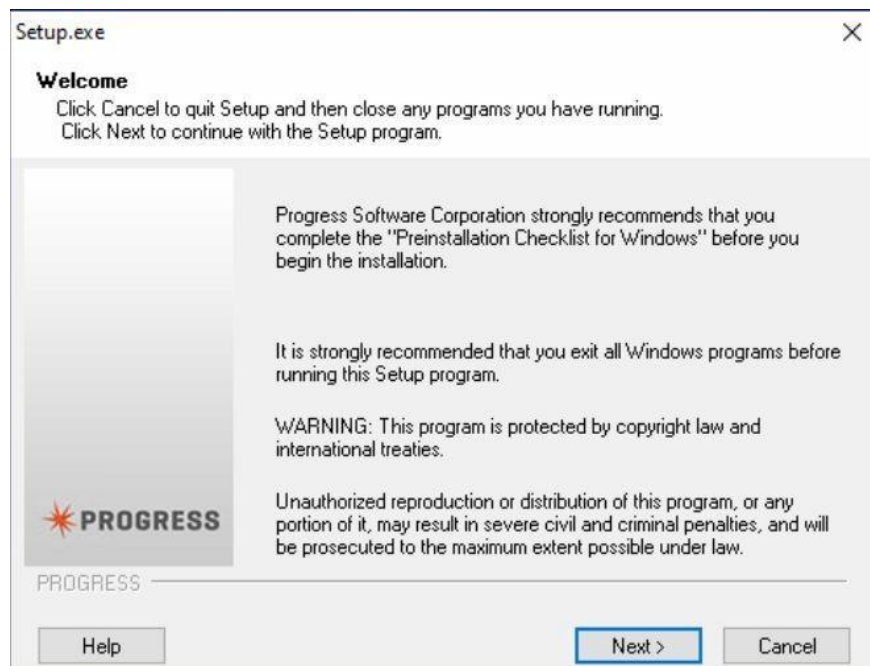 Setup.exe
Welcome
Click Cancel to quit Setup and then close any programs you have running.
Click Next to continue with the Setup program.
Progress Software Corporation strongly recommends that you
complete the "Preinstallation Checklist for Windows" before you
begin the installation.
It is strongly recommended that you exit all Windows programs before
running this Setup program.
WARNING: This program is protected by copyright law and
international treaties.
Unauthorized reproduction or distribution of this program, or any
portion of it, may result in severe civil and criminal penalties, and will
be prosecuted to the maximum extent possible under law.
PROGRESS
PROGRESS
Help
Next >
Cancel